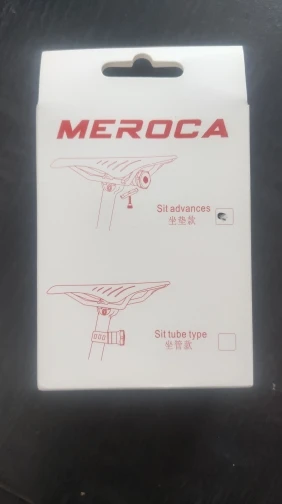 MEROCA
Sit advances
坐垫款
Sit tube type
坐管款